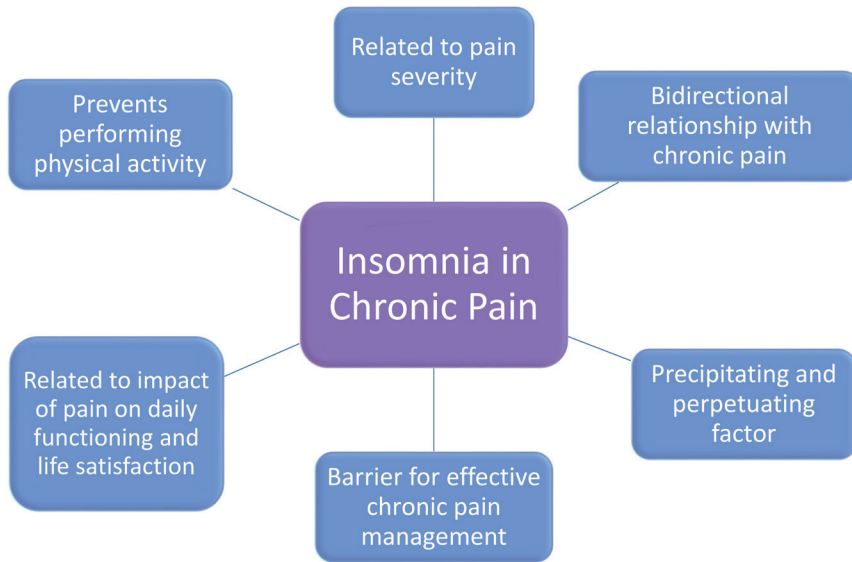 Related to pain
severity
Prevents
performing
physical activity
Bidirectional
relationship with
chronic pain
Insomnia in
Chronic Pain
Related to impact
of pain on daily
functioning and
life satisfaction
Precipitating and
perpetuating
factor
Barrier for effective
chronic pain
management